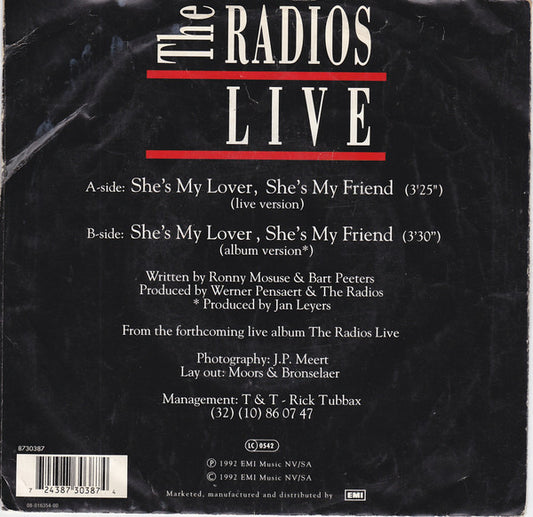 The RADIOS
LIVE
A-side: She's My Lover, She's My Friend (3'25")
(live version)
B-side: She's My Lover , She's My Friend (3'30")
(album version*)
Written by Ronny Mosuse & Bart Peeters
Produced by Werner Pensaert & The Radios
* Produced by Jan Leyers
From the forthcoming live album The Radios Live
Photography: J.P. Meert
Lay out: Moors & Bronselaer
Management: T & T - Rick Tubbax
(32) (10) 86 07 47
LC 0542
8730387
℗ 1992 EMI Music NV/SA
© 1992 EMI Music NV/SA
7 24387 30387 4
Marketed, manufactured and distributed by EMI
08-016354-00